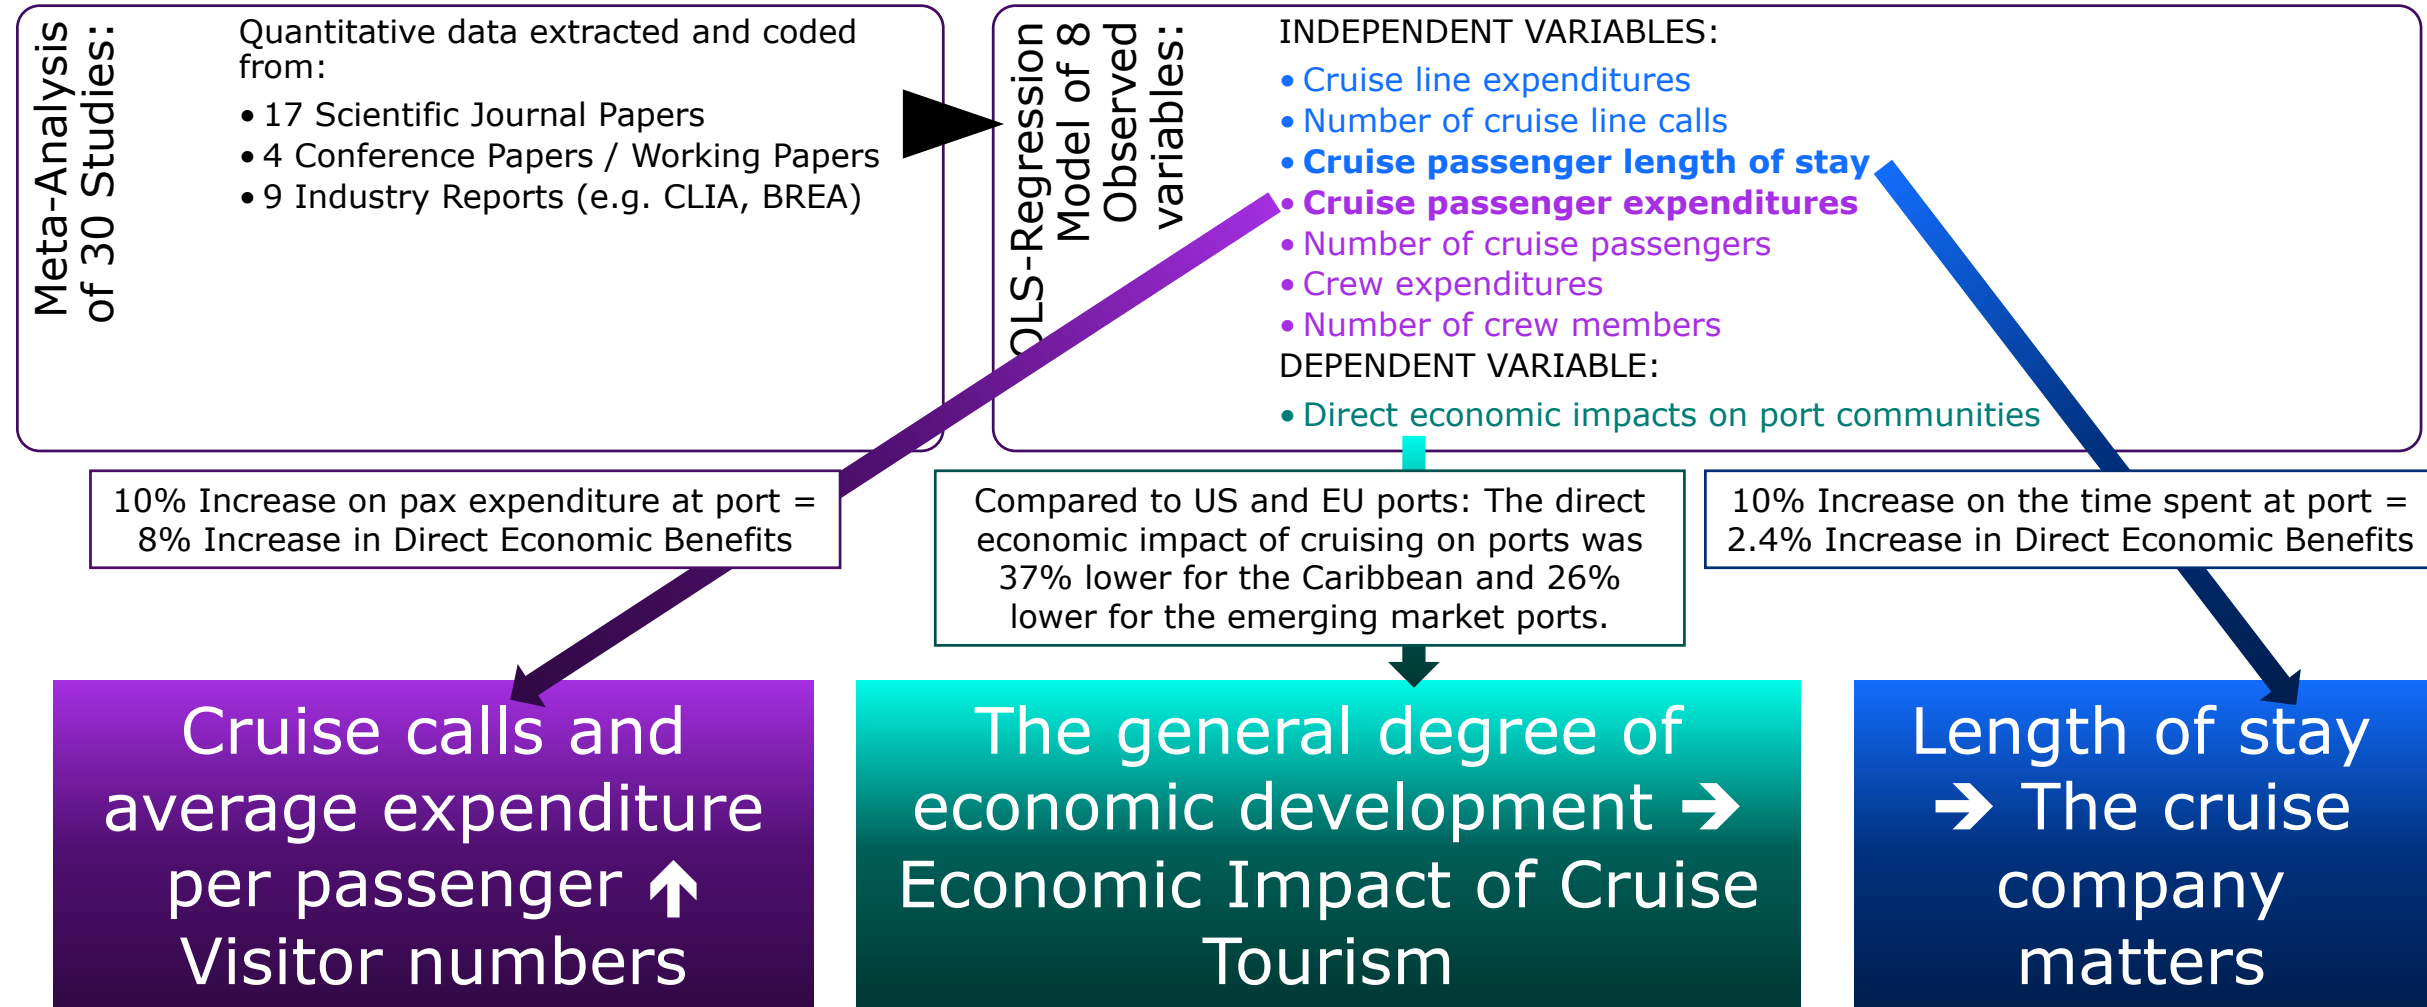 Meta-Analysis
of 30 Studies:
Quantitative data extracted and coded
from:
• 17 Scientific Journal Papers
• 4 Conference Papers / Working Papers
• 9 Industry Reports (e.g. CLIA, BREA)
OLS-Regression
Model of 8
Observed
variables:
INDEPENDENT VARIABLES:
• Cruise line expenditures
• Number of cruise line calls
• Cruise passenger length of stay
• Cruise passenger expenditures
• Number of cruise passengers
• Crew expenditures
• Number of crew members
DEPENDENT VARIABLE:
• Direct economic impacts on port communities
10% Increase on pax expenditure at port =
8% Increase in Direct Economic Benefits
Compared to US and EU ports: The direct
economic impact of cruising on ports was
37% lower for the Caribbean and 26%
lower for the emerging market ports.
10% Increase on the time spent at port =
2.4% Increase in Direct Economic Benefits
Cruise calls and
average expenditure
per passenger 🡹
Visitor numbers
The general degree of
economic development ➔
Economic Impact of Cruise
Tourism
Length of stay
➔ The cruise
company
matters